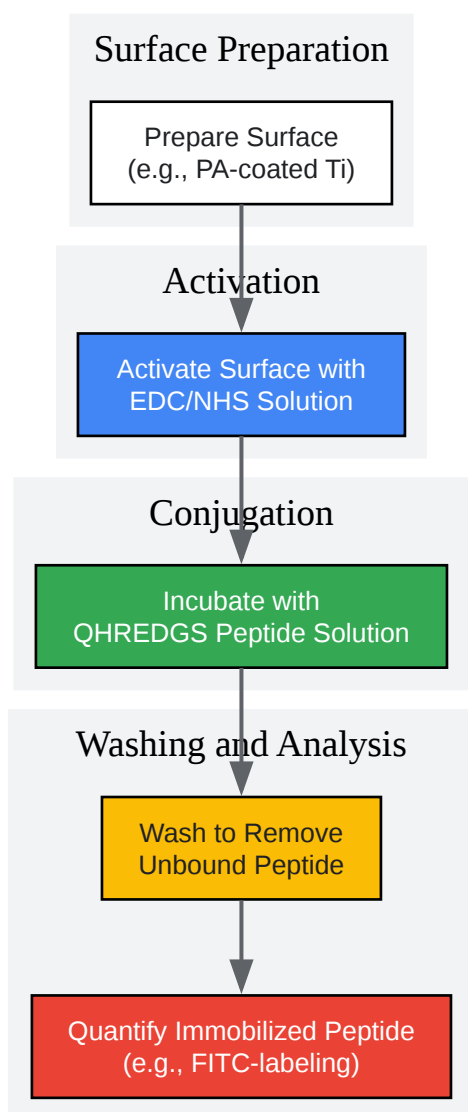 Surface Preparation
Prepare Surface
(e.g., PA-coated Ti)
Activation
Activate Surface with
EDC/NHS Solution
Conjugation
Incubate with
QHREDGS Peptide Solution
Washing and Analysis
Wash to Remove
Unbound Peptide
Quantify Immobilized Peptide
(e.g., FITC-labeling)